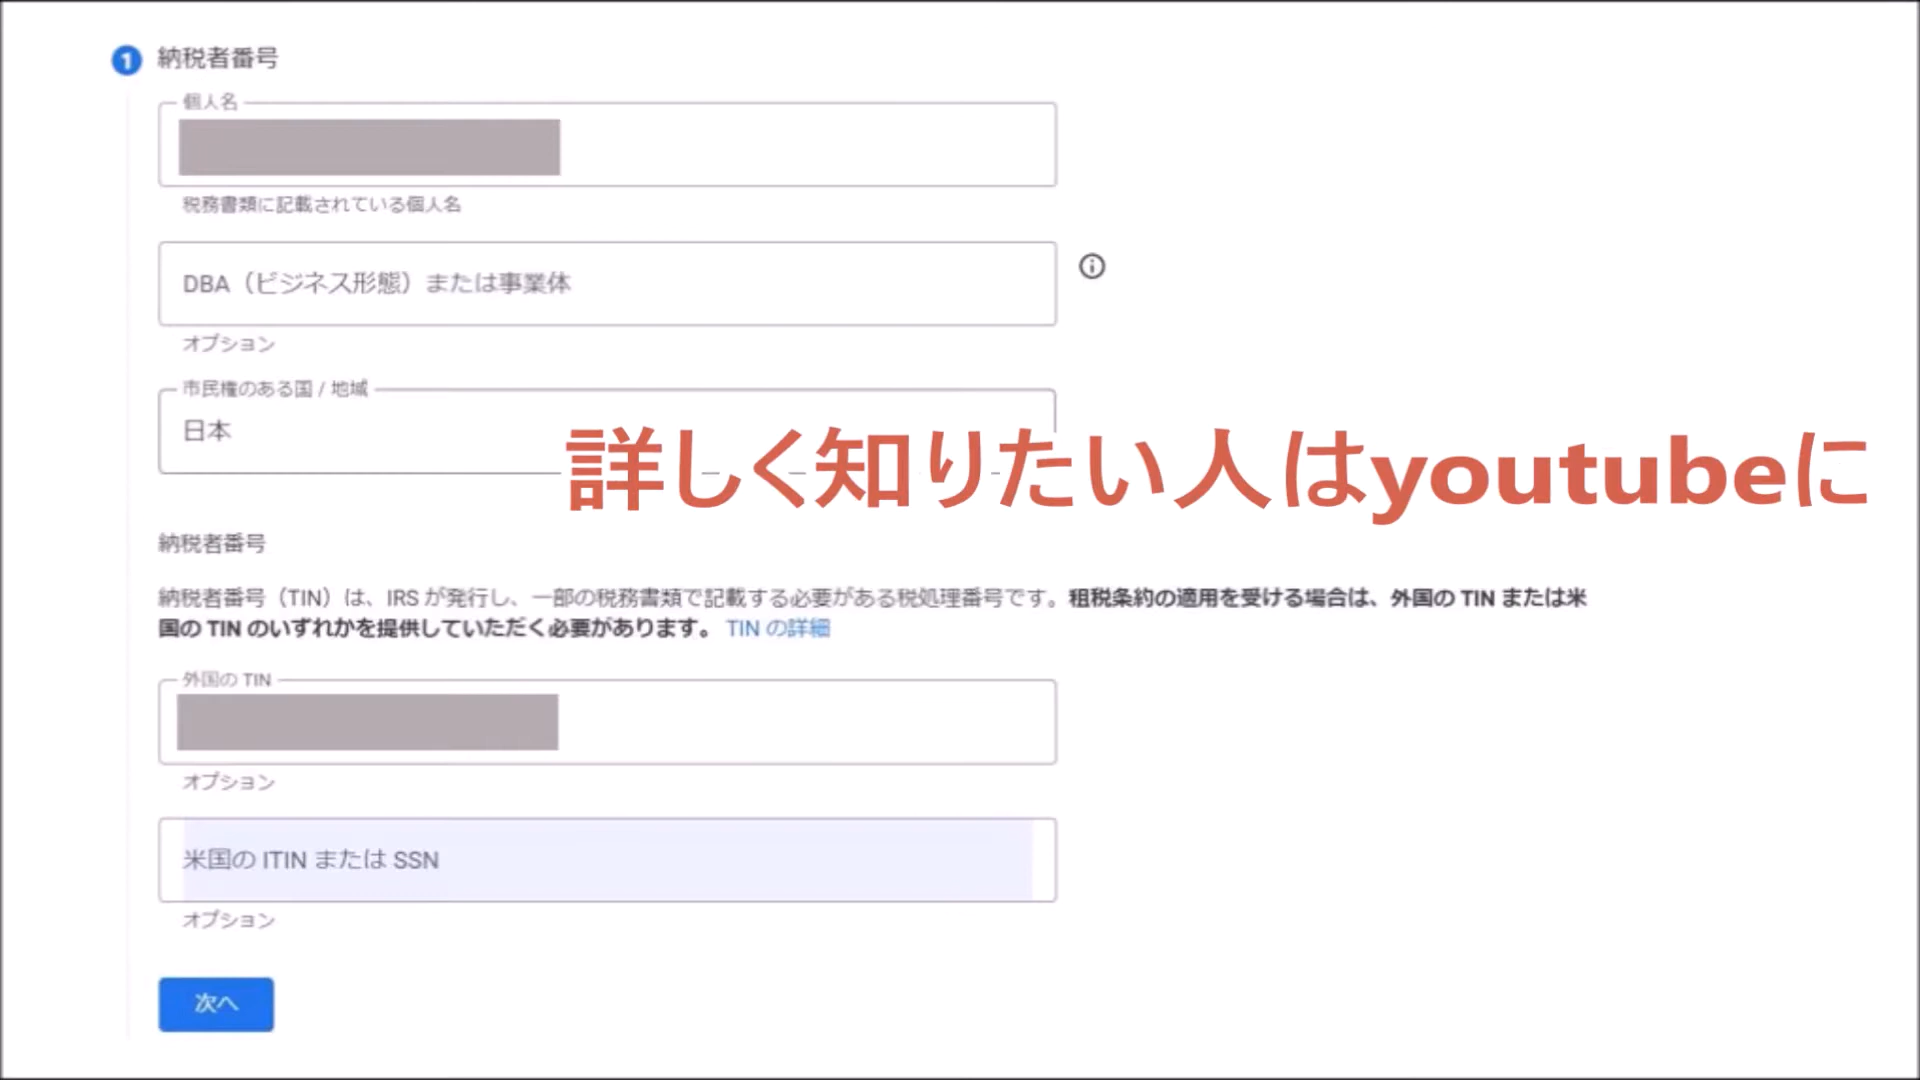 1 納税者番号
個人名
税務書類に記載されている個人名
DBA（ビジネス形態）または事業体
オプション
市民権のある国 / 地域
日本
詳しく知りたい人はyoutubeに
納税者番号
納税者番号（TIN）は、IRS が発行し、一部の税務書類で記載する必要がある税処理番号です。租税条約の適用を受ける場合は、外国の TIN または米
国の TIN のいずれかを提供していただく必要があります。 TIN の詳細
外国の TIN
オプション
米国の ITIN または SSN
オプション
次へ